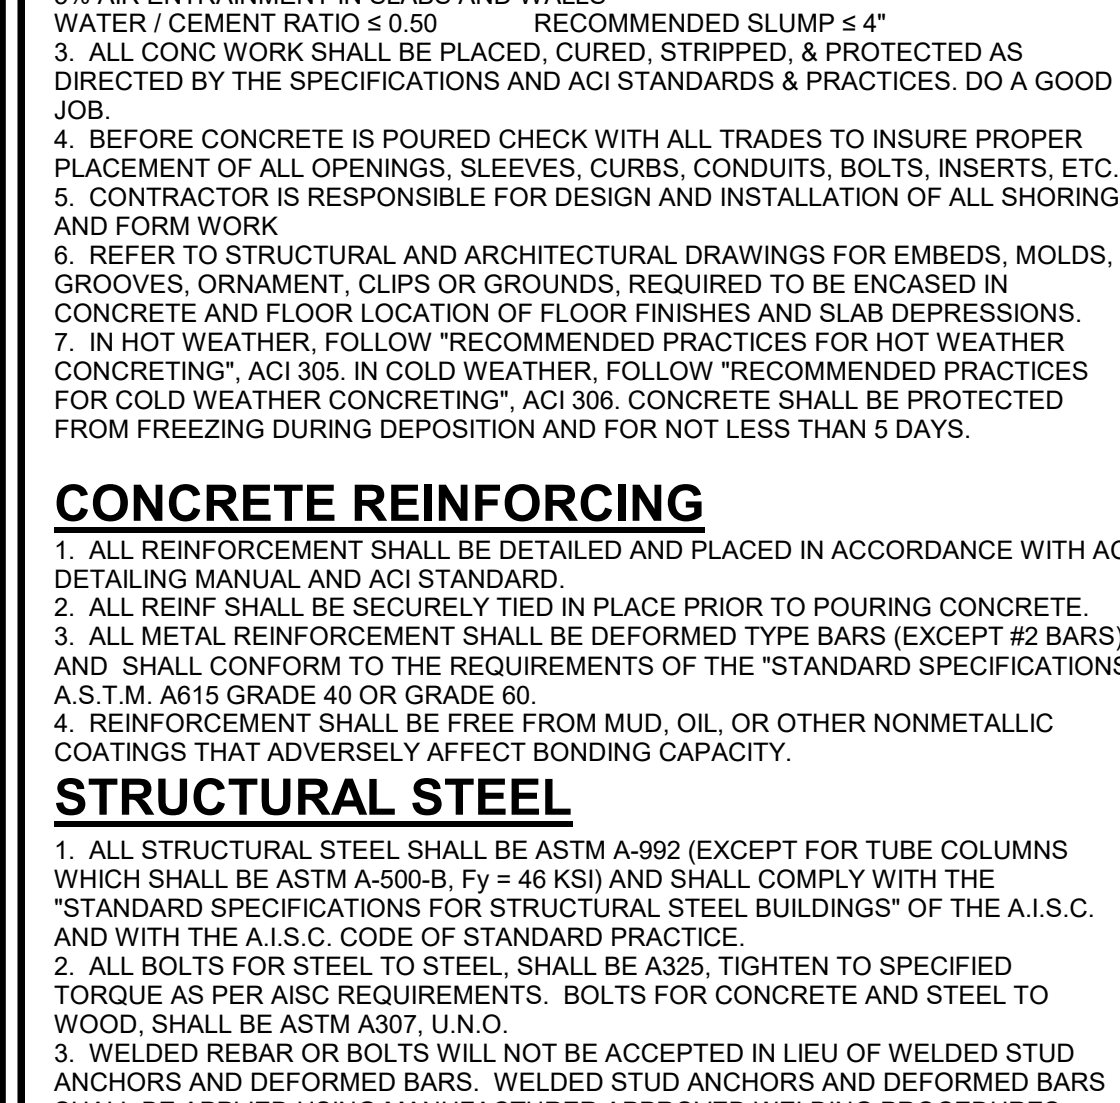 5% AIR ENTRAINMENT IN SLABS AND WALLS
WATER / CEMENT RATIO ≤ 0.50 RECOMMENDED SLUMP ≤ 4"
3. ALL CONC WORK SHALL BE PLACED, CURED, STRIPPED, & PROTECTED AS
DIRECTED BY THE SPECIFICATIONS AND ACI STANDARDS & PRACTICES. DO A GOOD
JOB.
4. BEFORE CONCRETE IS POURED CHECK WITH ALL TRADES TO INSURE PROPER
PLACEMENT OF ALL OPENINGS, SLEEVES, CURBS, CONDUITS, BOLTS, INSERTS, ETC.
5. CONTRACTOR IS RESPONSIBLE FOR DESIGN AND INSTALLATION OF ALL SHORING
AND FORM WORK
6. REFER TO STRUCTURAL AND ARCHITECTURAL DRAWINGS FOR EMBEDS, MOLDS,
GROOVES, ORNAMENT, CLIPS OR GROUNDS, REQUIRED TO BE ENCASED IN
CONCRETE AND FLOOR LOCATION OF FLOOR FINISHES AND SLAB DEPRESSIONS.
7. IN HOT WEATHER, FOLLOW "RECOMMENDED PRACTICES FOR HOT WEATHER
CONCRETING", ACI 305. IN COLD WEATHER, FOLLOW "RECOMMENDED PRACTICES
FOR COLD WEATHER CONCRETING", ACI 306. CONCRETE SHALL BE PROTECTED
FROM FREEZING DURING DEPOSITION AND FOR NOT LESS THAN 5 DAYS.
CONCRETE REINFORCING
1. ALL REINFORCEMENT SHALL BE DETAILED AND PLACED IN ACCORDANCE WITH AC
DETAILING MANUAL AND ACI STANDARD.
2. ALL REINF SHALL BE SECURELY TIED IN PLACE PRIOR TO POURING CONCRETE.
3. ALL METAL REINFORCEMENT SHALL BE DEFORMED TYPE BARS (EXCEPT #2 BARS)
AND SHALL CONFORM TO THE REQUIREMENTS OF THE "STANDARD SPECIFICATIONS
A.S.T.M. A615 GRADE 40 OR GRADE 60.
4. REINFORCEMENT SHALL BE FREE FROM MUD, OIL, OR OTHER NONMETALLIC
COATINGS THAT ADVERSELY AFFECT BONDING CAPACITY.
STRUCTURAL STEEL
1. ALL STRUCTURAL STEEL SHALL BE ASTM A-992 (EXCEPT FOR TUBE COLUMNS
WHICH SHALL BE ASTM A-500-B, Fy = 46 KSI) AND SHALL COMPLY WITH THE
"STANDARD SPECIFICATIONS FOR STRUCTURAL STEEL BUILDINGS" OF THE A.I.S.C.
AND WITH THE A.I.S.C. CODE OF STANDARD PRACTICE.
2. ALL BOLTS FOR STEEL TO STEEL, SHALL BE A325, TIGHTEN TO SPECIFIED
TORQUE AS PER AISC REQUIREMENTS. BOLTS FOR CONCRETE AND STEEL TO
WOOD, SHALL BE ASTM A307, U.N.O.
3. WELDED REBAR OR BOLTS WILL NOT BE ACCEPTED IN LIEU OF WELDED STUD
ANCHORS AND DEFORMED BARS. WELDED STUD ANCHORS AND DEFORMED BARS
SHALL BE APPLIED USING MANUFACTURER APPROVED WELDING PROCEDURES